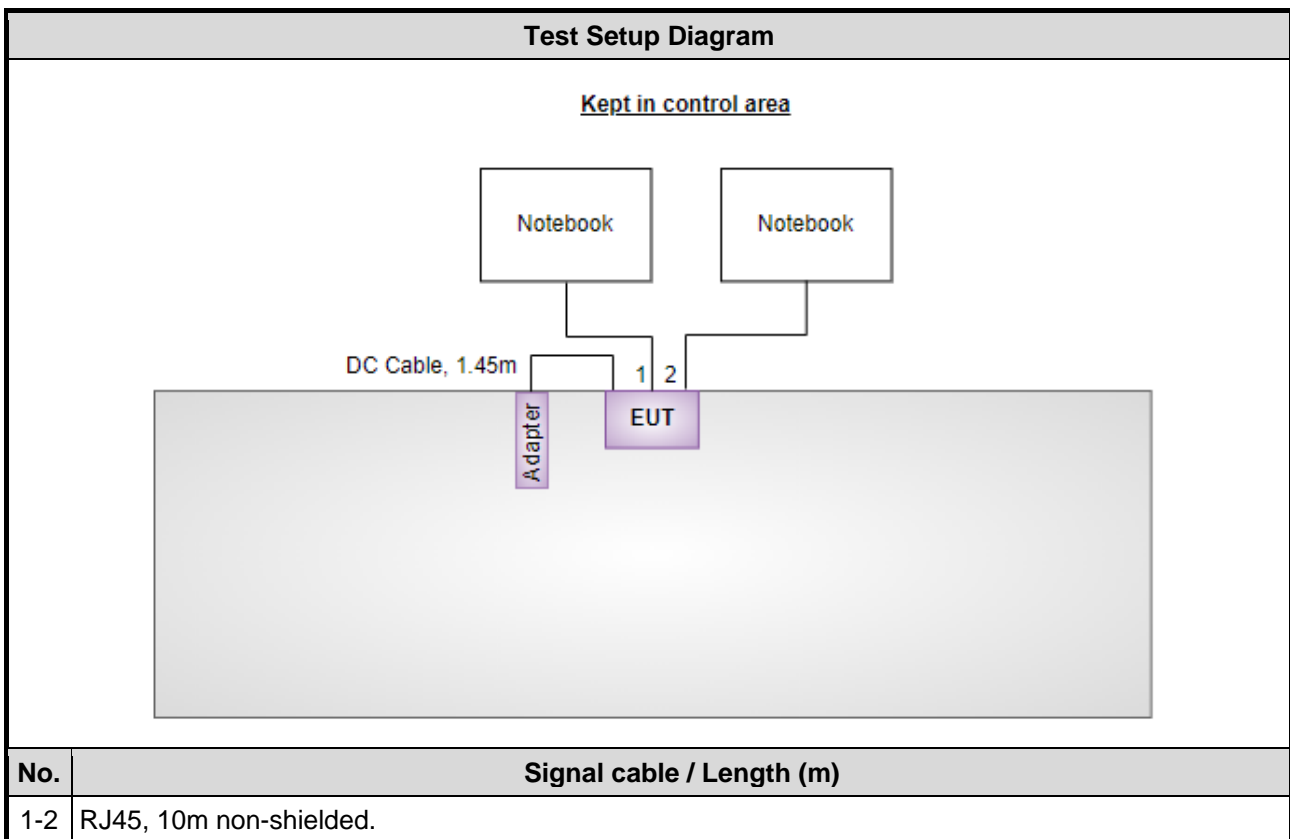 Test Setup Diagram
Kept in control area
Notebook
Notebook
DC Cable, 1.45m
1
2
Adapter
EUT
No.
Signal cable / Length (m)
1-2
RJ45, 10m non-shielded.